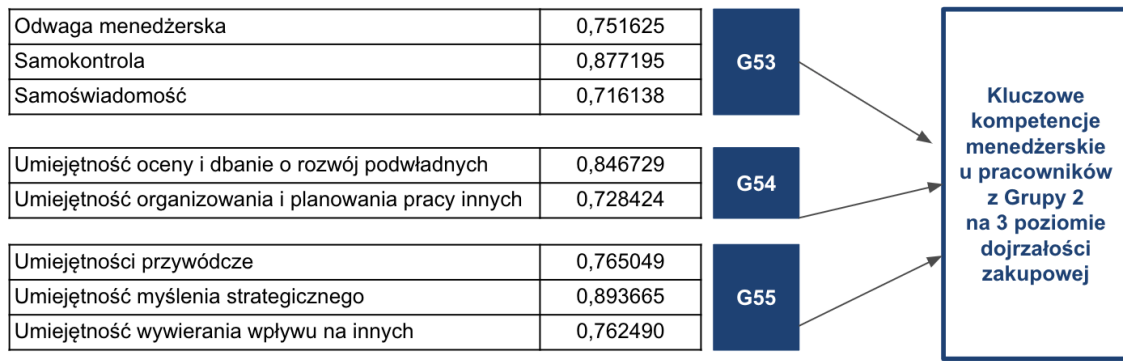 Odwaga menedżerska 0,751625
Samokontrola 0,877195
Samoświadomość 0,716138
G53
Umiejętność oceny i dbanie o rozwój podwładnych 0,846729
Umiejętność organizowania i planowania pracy innych 0,728424
G54
Umiejętności przywódcze 0,765049
Umiejętność myślenia strategicznego 0,893665
Umiejętność wywierania wpływu na innych 0,762490
G55
Kluczowe
kompetencje
menedżerskie
u pracowników
z Grupy 2
na 3 poziomie
dojrzałości
zakupowej